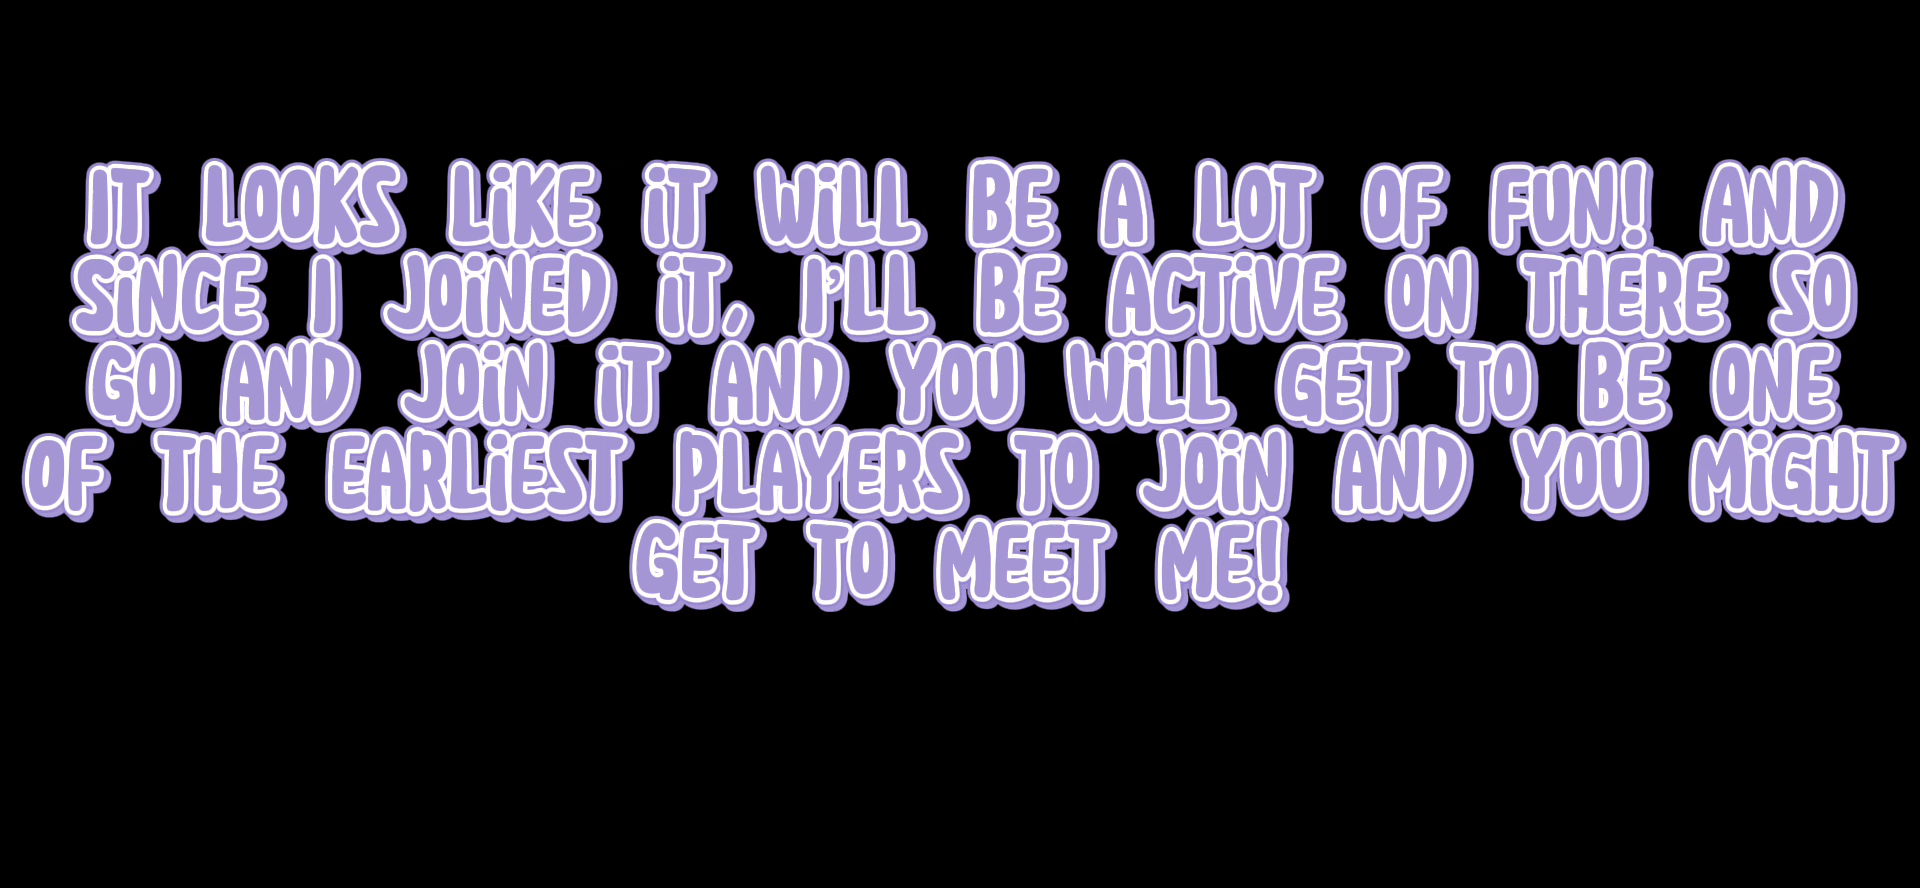 IT LOOKS LIKE IT WILL BE A LOT OF FUN! AND
SINCE I JOINED IT, I'LL BE ACTIVE ON THERE SO
GO AND JOIN IT AND YOU WILL GET TO BE ONE
OF THE EARLIEST PLAYERS TO JOIN AND YOU MIGHT
GET TO MEET ME!